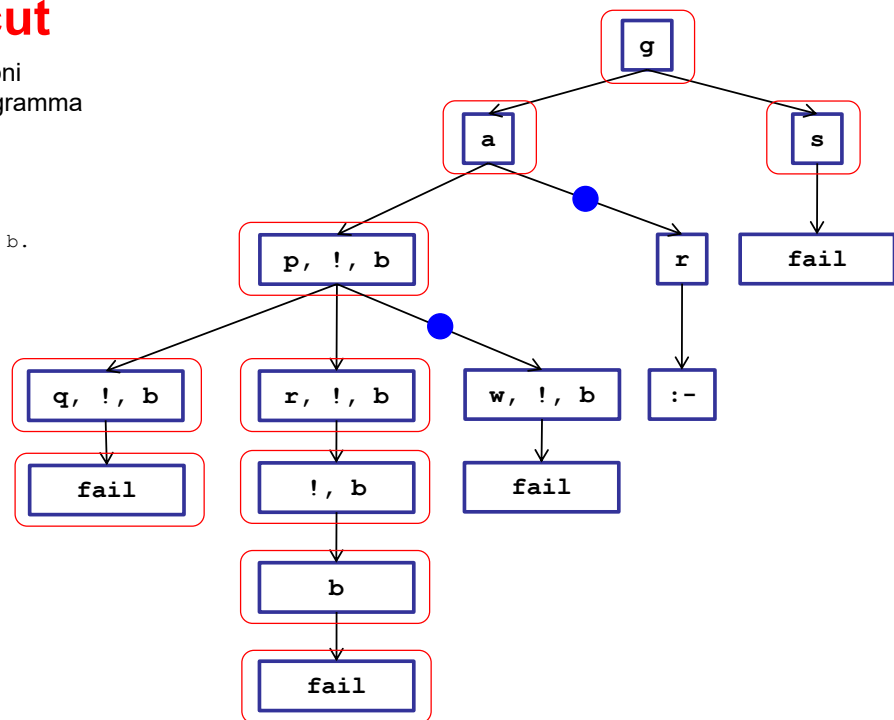 cut
oni
gramma
b.
g
a
s
p, !, b
r
fail
q, !, b
r, !, b
w, !, b
:-
fail
!, b
fail
b
fail